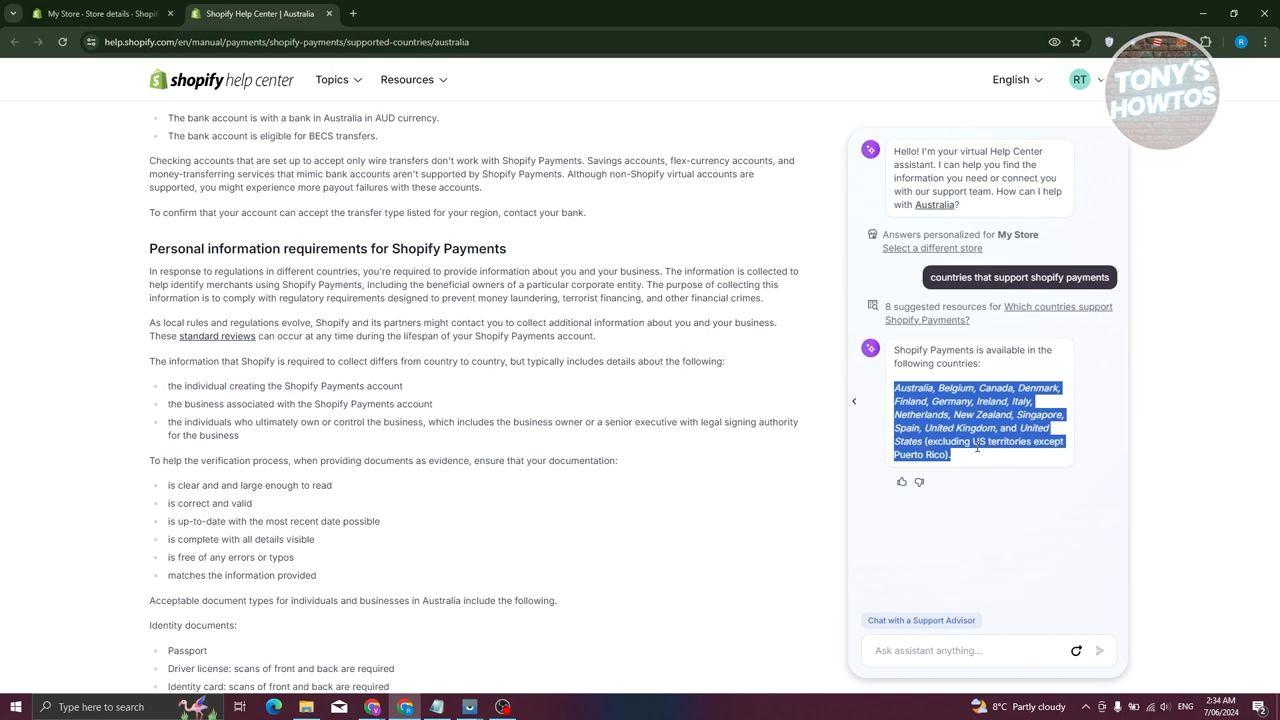 My Store · Store details · Shopi
Shopify Help Center | Australia
help.shopify.com/en/manual/payments/shopify-payments/supported-countries/australia
R
shopify help center
Topics
Resources
English
RT
TONY'S
HOWTOS
The bank account is with a bank in Australia in AUD currency.
The bank account is eligible for BECS transfers.
Checking accounts that are set up to accept only wire transfers don't work with Shopify Payments. Savings accounts, flex-currency accounts, and
money-transferring services that mimic bank accounts aren't supported by Shopify Payments. Although non-Shopify virtual accounts are
supported, you might experience more payout failures with these accounts.
To confirm that your account can accept the transfer type listed for your region, contact your bank.
Personal information requirements for Shopify Payments
In response to regulations in different countries, you're required to provide information about you and your business. The information is collected to
help identify merchants using Shopify Payments, including the beneficial owners of a particular corporate entity. The purpose of collecting this
information is to comply with regulatory requirements designed to prevent money laundering, terrorist financing, and other financial crimes.
As local rules and regulations evolve, Shopify and its partners might contact you to collect additional information about you and your business.
These standard reviews can occur at any time during the lifespan of your Shopify Payments account.
The information that Shopify is required to collect differs from country to country, but typically includes details about the following:
the individual creating the Shopify Payments account
the business associated with the Shopify Payments account
the individuals who ultimately own or control the business, which includes the business owner or a senior executive with legal signing authority
for the business
To help the verification process, when providing documents as evidence, ensure that your documentation:
is clear and and large enough to read
is correct and valid
is up-to-date with the most recent date possible
is complete with all details visible
is free of any errors or typos
matches the information provided
Acceptable document types for individuals and businesses in Australia include the following.
Identity documents:
Passport
Driver license: scans of front and back are required
Identity card: scans of front and back are required
Hello! I'm your virtual Help Center
assistant. I can help you find the
information you need or connect you
with our support team. How can I help
with Australia?
Answers personalized for My Store
Select a different store
countries that support shopify payments
8 suggested resources for Which countries support
Shopify Payments?
Shopify Payments is available in the
following countries:
Australia, Belgium, Canada, Denmark,
Finland, Germany, Ireland, Italy,
Netherlands, New Zealand, Singapore,
Spain, United Kingdom, and United
States (excluding US territories except
Puerto Rico).
Chat with a Support Advisor
Ask assistant anything...
Type here to search
8°C Partly cloudy
2:34 AM
7/06/2024